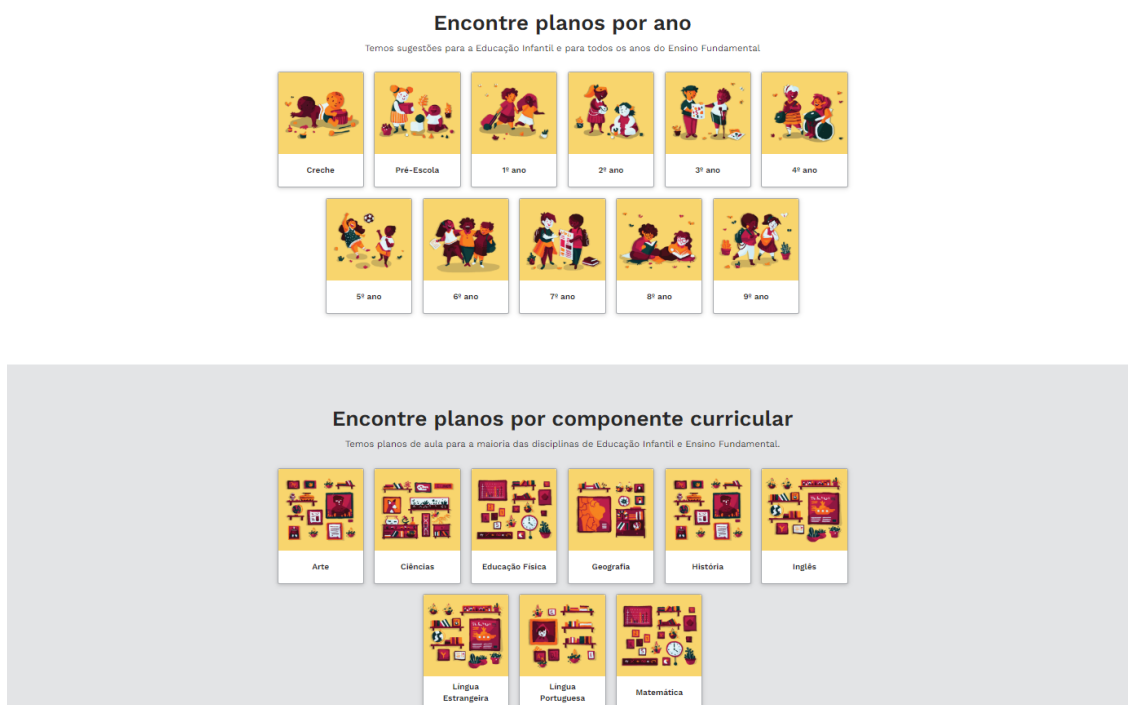 Encontre planos por ano
Temos sugestões para a Educação Infantil e para todos os anos do Ensino Fundamental
Creche
Pré-Escola
1º ano
2º ano
3º ano
4º ano
5º ano
6º ano
7º ano
8º ano
9º ano
Encontre planos por componente curricular
Temos planos de aula para a maioria das disciplinas de Educação Infantil e Ensino Fundamental.
Arte
Ciências
Educação Física
Geografia
História
Inglês
Língua
Estrangeira
Língua
Portuguesa
Matemática